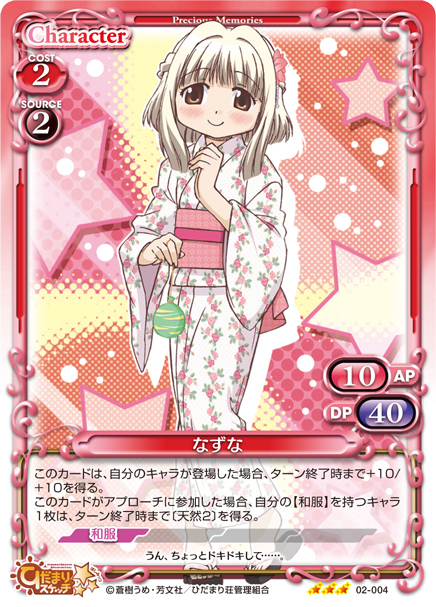 Precious Memories
Character
COST
2
SOURCE
2
10 AP
DP 40
なずな
このカードは、自分のキャラが登場した場合、ターン終了時まで+10/
+10を得る。
このカードがアプローチに参加した場合、自分の【和服】を持つキャラ
1枚は、ターン終了時まで〔天然2〕を得る。
和服
うん、ちょっとドキドキして……。
ひだまり
スケッチ
©蒼樹うめ・芳文社／ひだまり荘管理組合
02-004